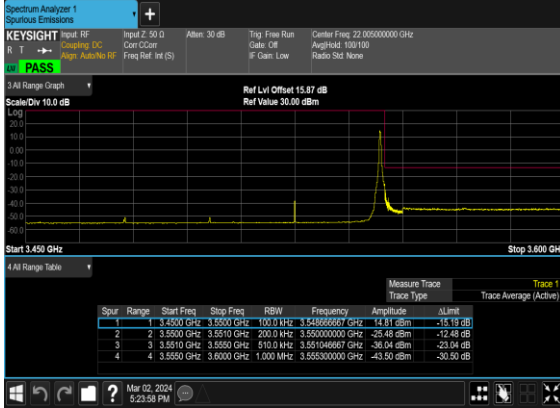 Spectrum Analyzer 1
Spurious Emissions
KEYSIGHT Input: RF Input Z: 50 Ω Atten: 30 dB Trig: Free Run Center Freq: 22.005000000 GHz
R T Coupling: DC Corr CCorr Gate: Off Avg|Hold: 100/100
Align: Auto/No RF Freq Ref: Int (S) IF Gain: Low Radio Std: None
LXI PASS
3.All Range Graph Ref Lvl Offset 15.87 dB
Scale/Div 10.0 dB Ref Value 30.00 dBm
Log
20.0
10.0
0.00
-10.0
-20.0
-30.0
-40.0
-50.0
-60.0
Start 3.450 GHz Stop 3.600 GH
4.All Range Table
Measure Trace Trace 1
Trace Type Trace Average (Active)
Spur Range Start Freq Stop Freq RBW Frequency Amplitude ΔLimit
1 1 3.4500 GHz 3.5500 GHz 100.0 kHz 3.548666667 GHz 14.81 dBm -15.19 dB
2 2 3.5500 GHz 3.5510 GHz 200.0 kHz 3.550000000 GHz -25.48 dBm -12.48 dB
3 3 3.5510 GHz 3.5550 GHz 510.0 kHz 3.551046667 GHz -36.04 dBm -23.04 dB
4 4 3.5550 GHz 3.6000 GHz 1.000 MHz 3.555300000 GHz -43.50 dBm -30.50 dB
Mar 02, 2024
5:23:58 PM